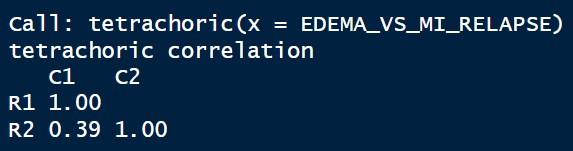 Call: tetrachoric(x = EDEMA_VS_MI_RELAPSE)
tetrachoric correlation
   C1   C2
R1 1.00
R2 0.39 1.00